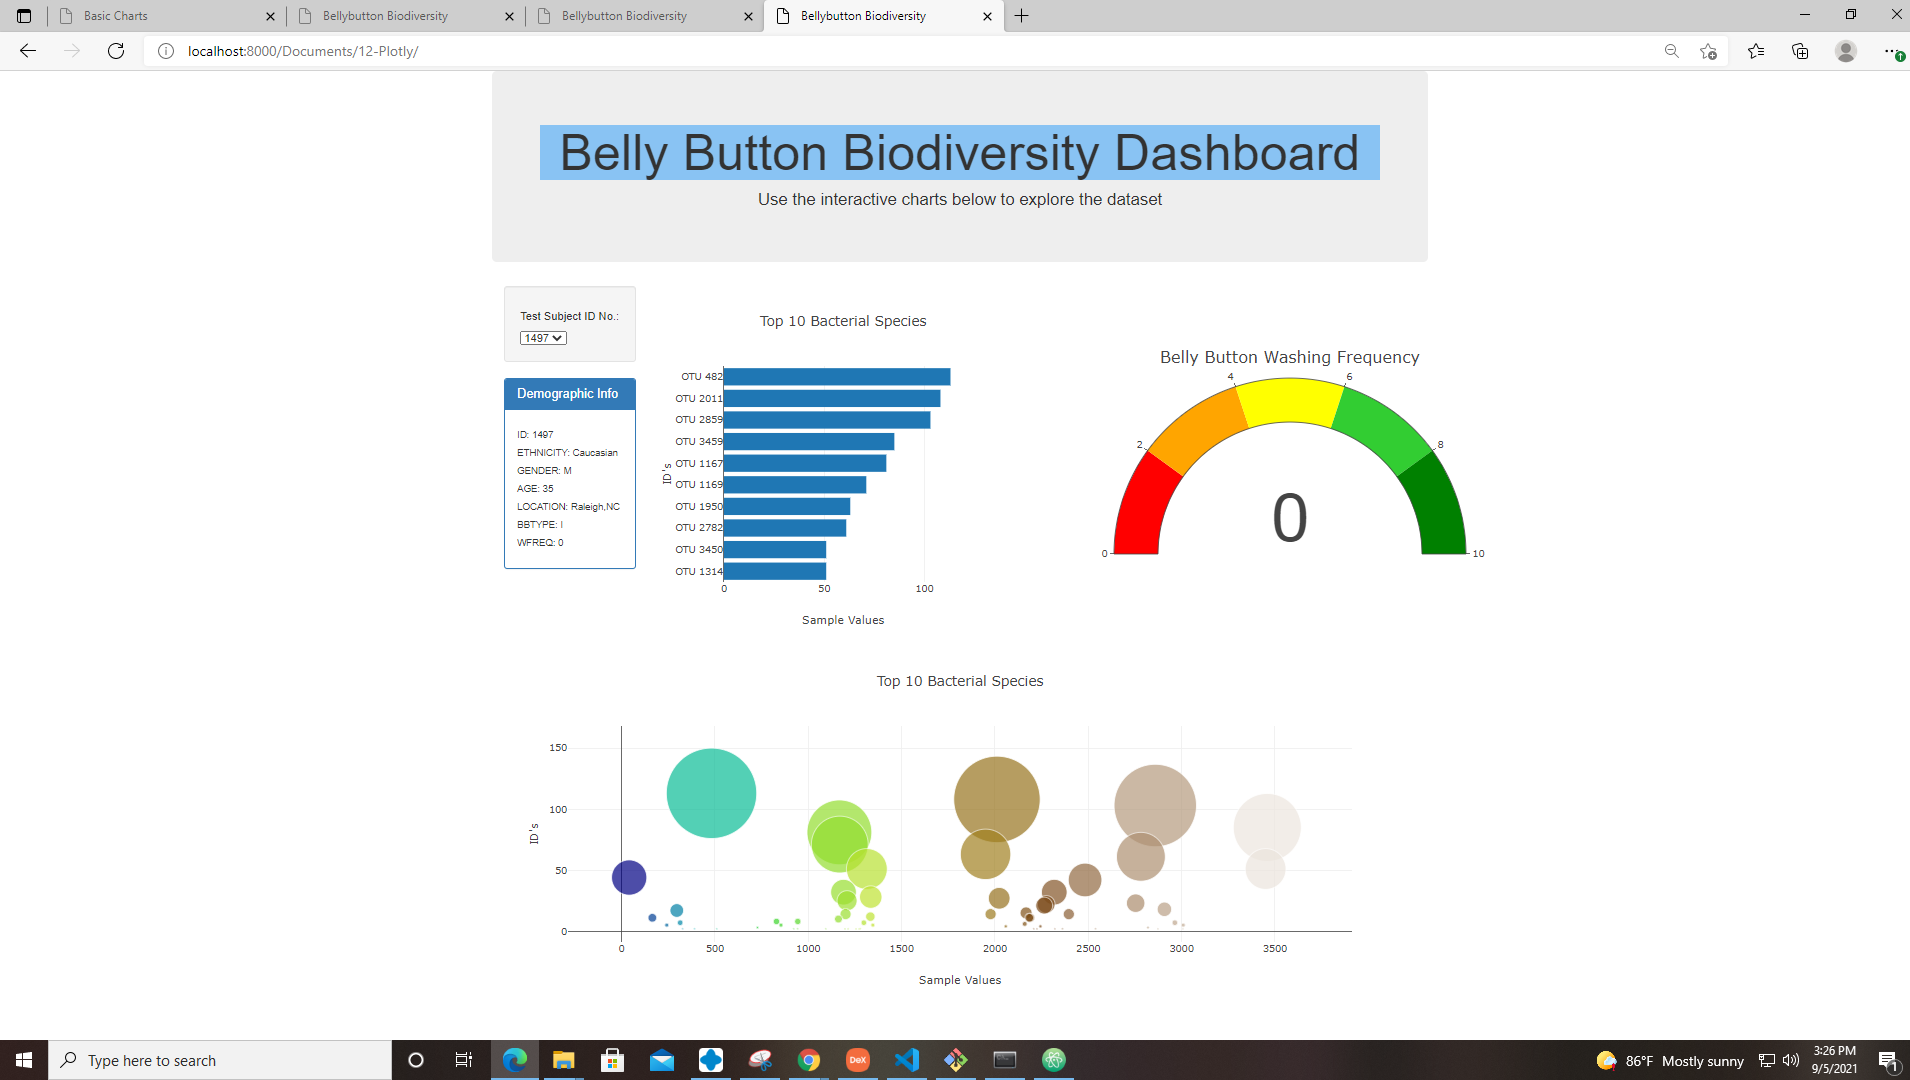 Basic Charts
Bellybutton Biodiversity
Bellybutton Biodiversity
Bellybutton Biodiversity
localhost:8000/Documents/12-Plotly/
Belly Button Biodiversity Dashboard
Use the interactive charts below to explore the dataset
Test Subject ID No.:
1497
Demographic Info
ID: 1497
ETHNICITY: Caucasian
GENDER: M
AGE: 35
LOCATION: Raleigh,NC
BBTYPE: I
WFREQ: 0
Top 10 Bacterial Species
ID's
OTU 482
OTU 2011
OTU 2859
OTU 3459
OTU 1167
OTU 1169
OTU 1950
OTU 2782
OTU 3450
OTU 1314
0 50 100
Sample Values
Belly Button Washing Frequency
0
2
4
6
8
10
0
Top 10 Bacterial Species
ID's
150
100
50
0
0 500 1000 1500 2000 2500 3000 3500
Sample Values
Type here to search
DeX
86°F Mostly sunny
3:26 PM
9/5/2021
1